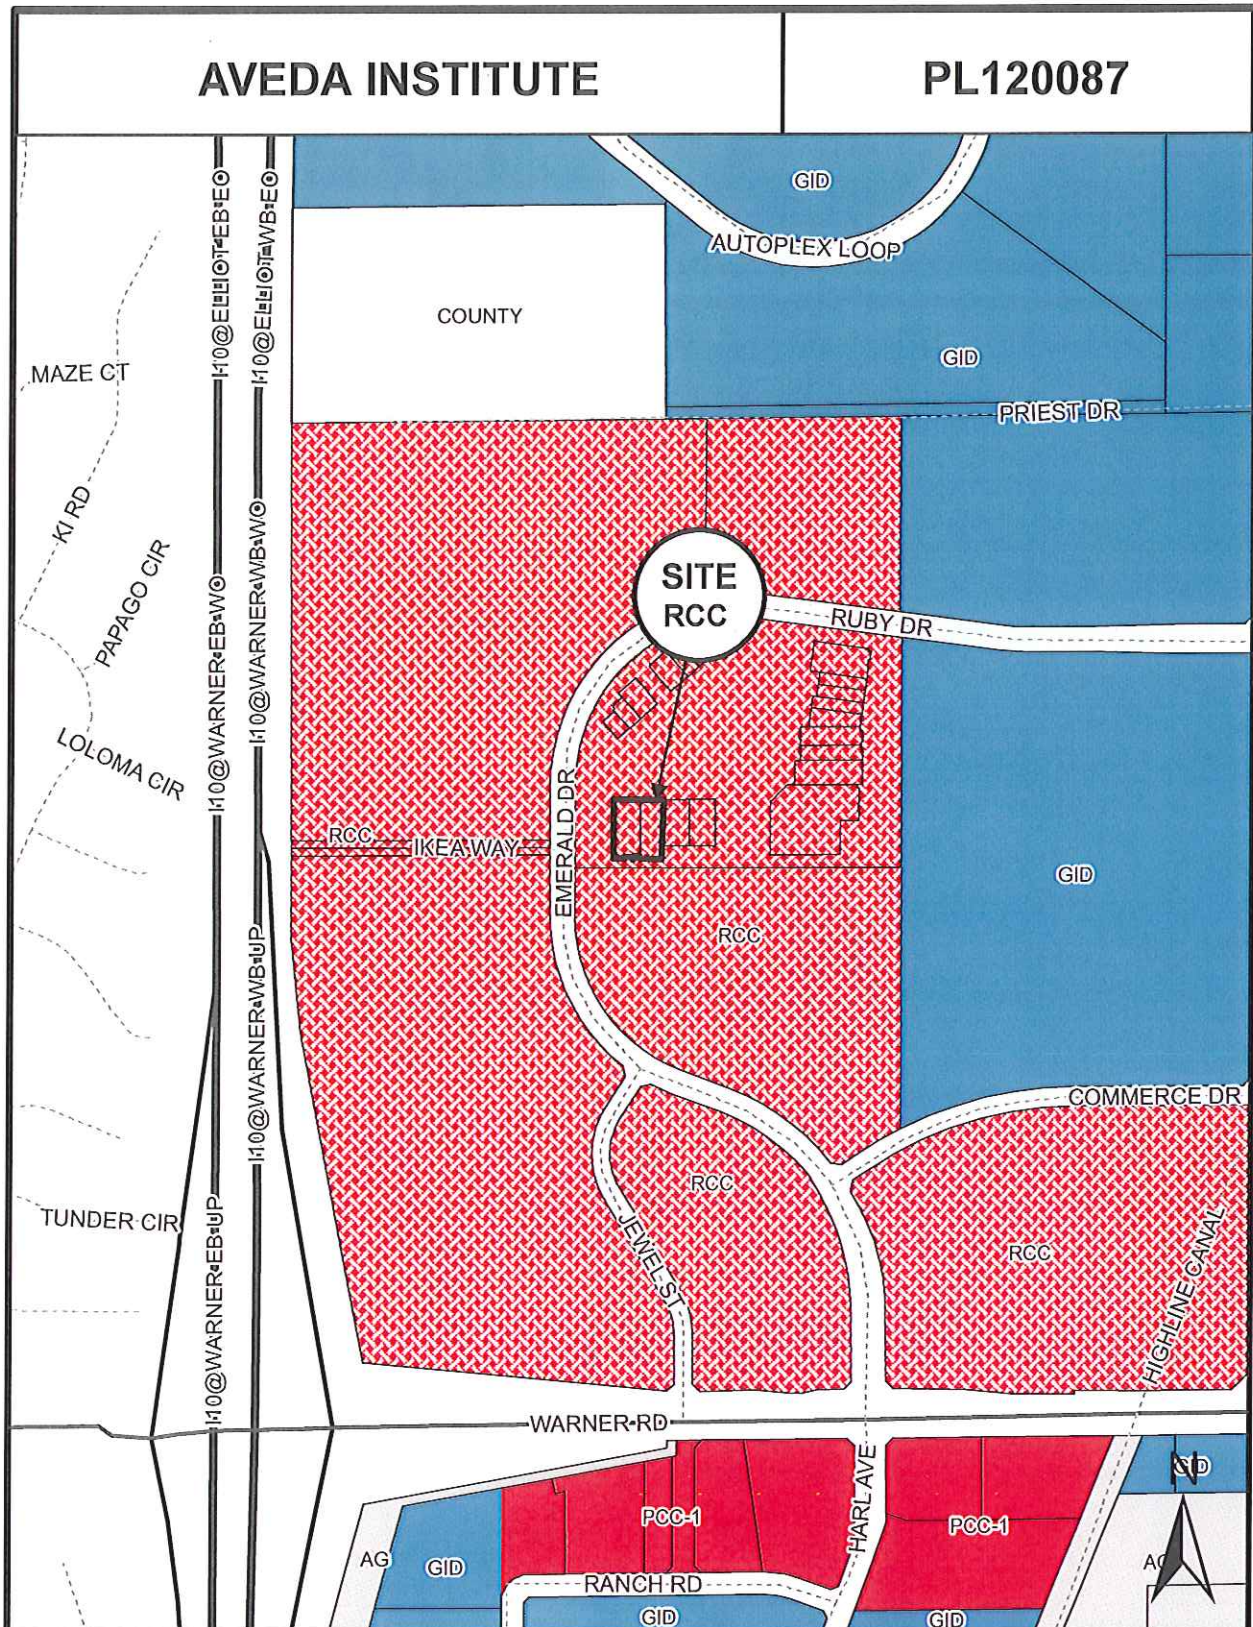 AVEDA INSTITUTE
PL120087
GID
AUTOPLEX LOOP
I-10@ELLIOT-EB-EO
I-10@ELLIOT-WB-EO
COUNTY
GID
MAZE CT
PRIEST DR
KI RD
PAPAGO CIR
I-10@WARNER-EB-WO
I-10@WARNER-WB-WO
SITE
RCC
RUBY DR
LOLOMA CIR
EMERALD DR
RCC
IKEA WAY
GID
RCC
I-10@WARNER-WB-UP
COMMERCE DR
RCC
TUNDER CIR
JEWEL ST
RCC
HIGHLINE CANAL
I-10@WARNER-EB-UP
WARNER RD
GID
N
PCC-1
HARL AVE
PCC-1
AG
GID
AG
RANCH RD
GID
GID